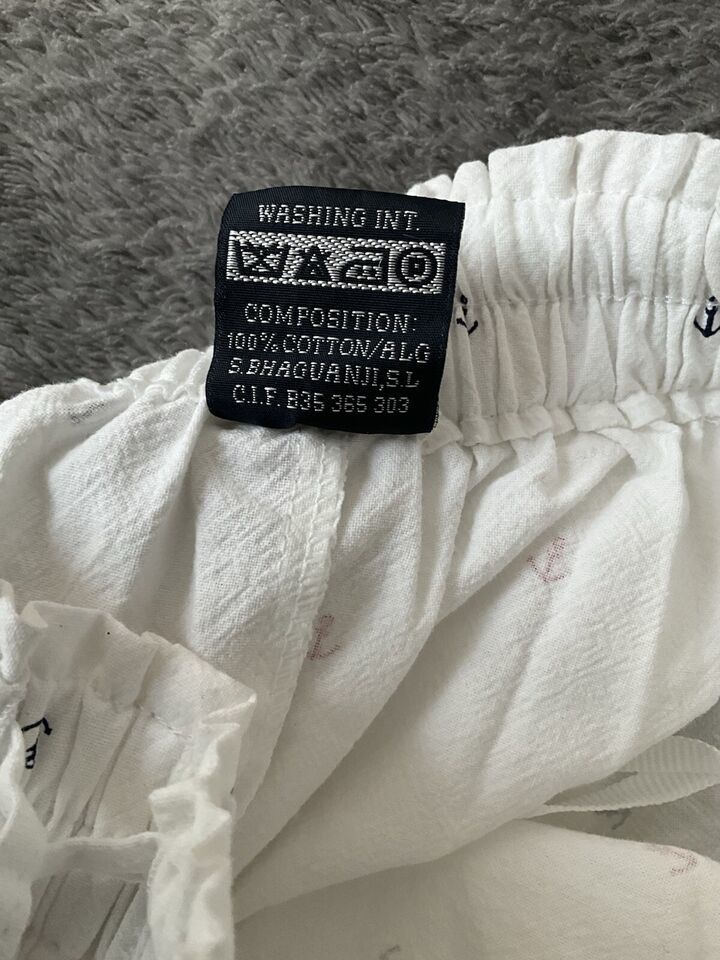 WASHING INT.
COMPOSITION:
100% COTTON/ALG
S.BHAGUANJI,S.L
C.I.F. B35 365 303